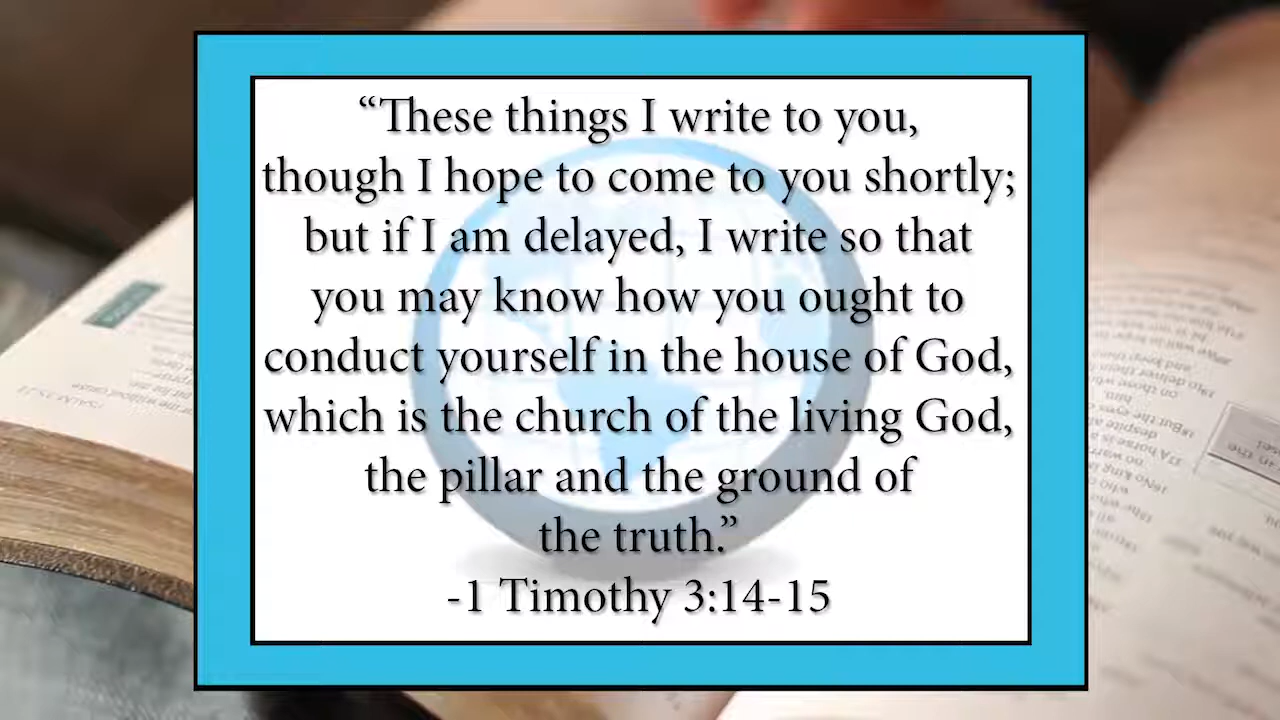 “These things I write to you,
though I hope to come to you shortly;
but if I am delayed, I write so that
you may know how you ought to
conduct yourself in the house of God,
which is the church of the living God,
the pillar and the ground of
the truth.”
-1 Timothy 3:14-15